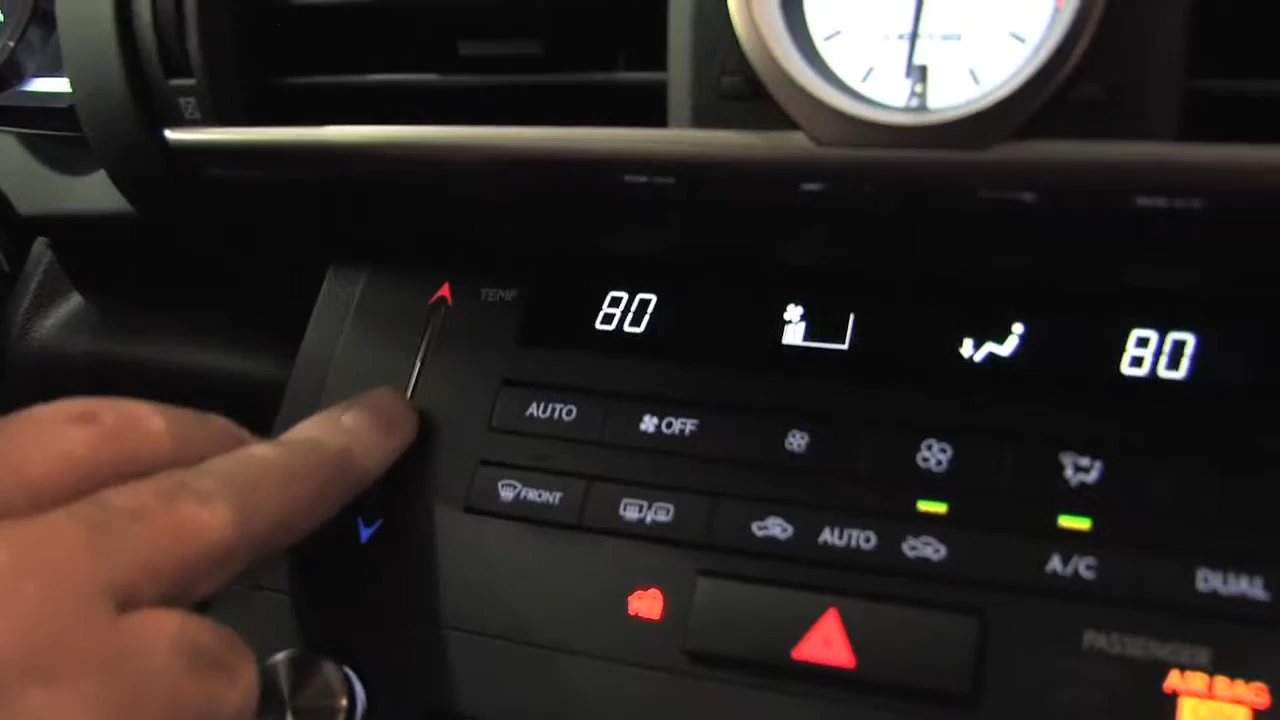 TEMP
80 80
AUTO OFF
FRONT
AUTO
A/C
DUAL
PASSENGER
AIR BAG